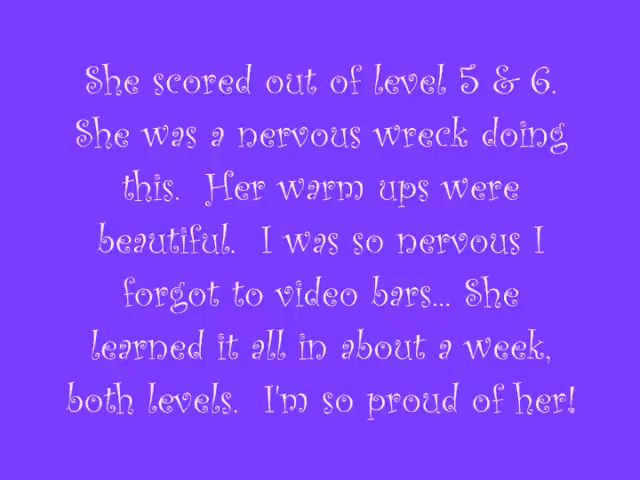 She scored out of level 5 & 6.
She was a nervous wreck doing
this.  Her warm ups were
beautiful.  I was so nervous I
forgot to video bars... She
learned it all in about a week,
both levels.  I'm so proud of her!